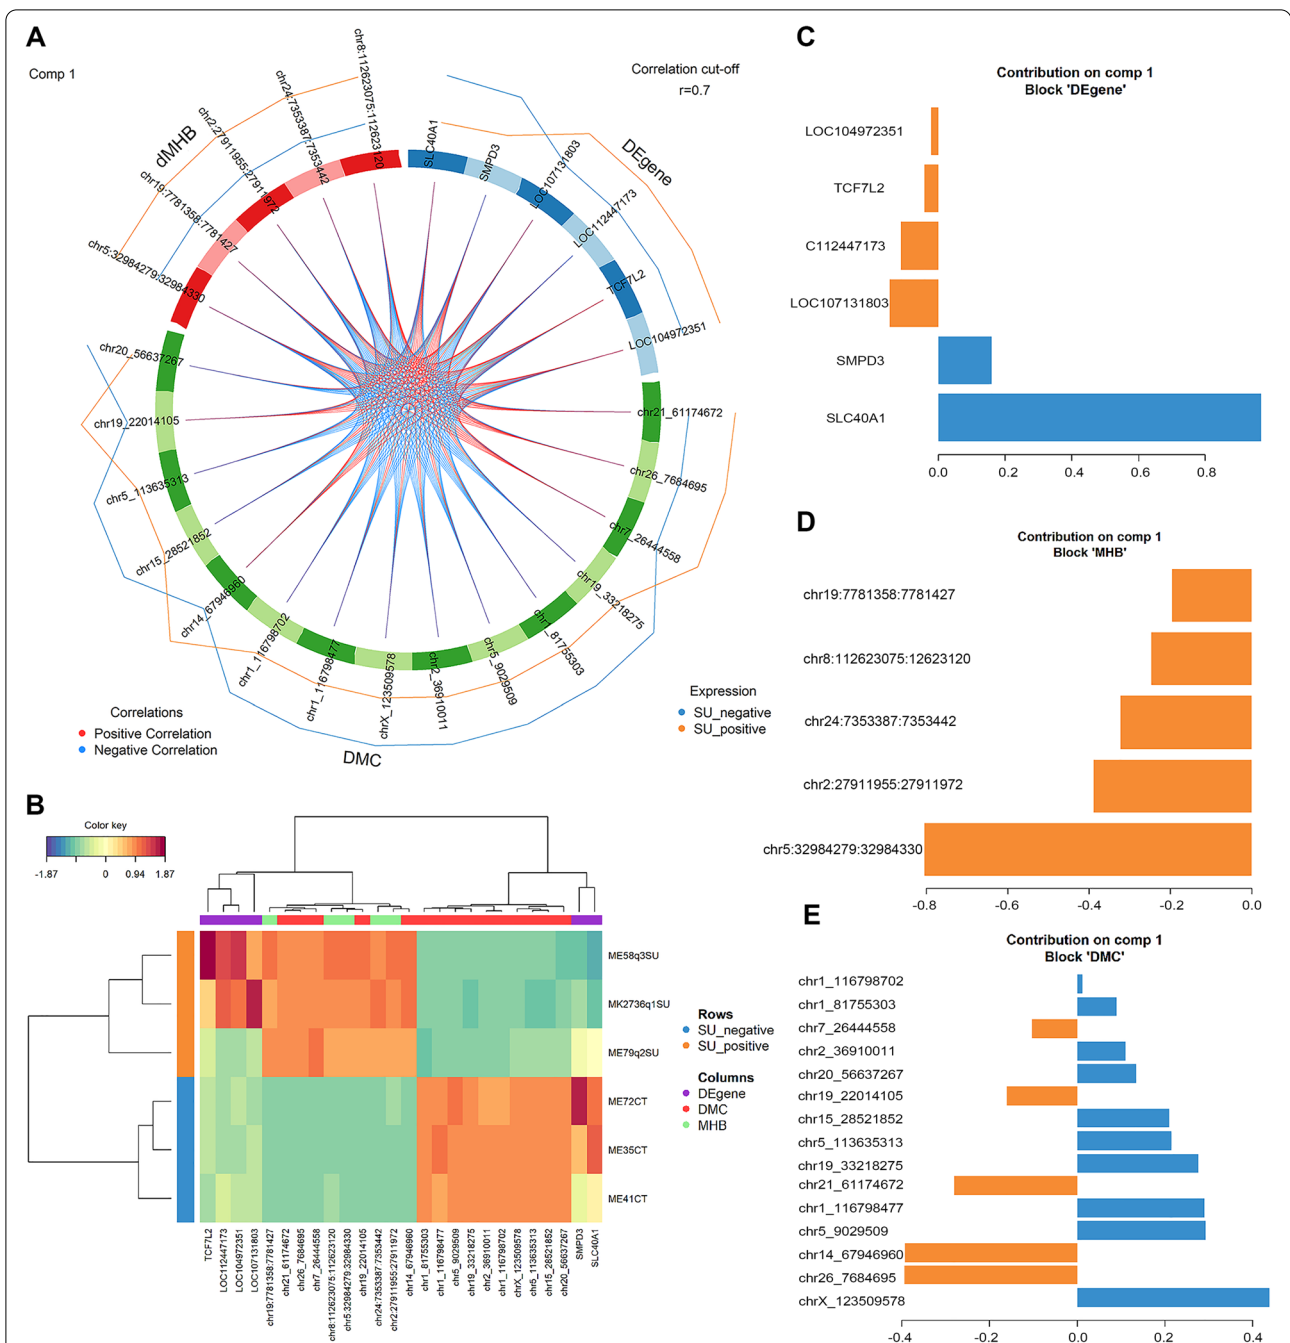 A
Comp 1
Correlation cut-off
r=0.7
dMHB
DEgene
DMC
chr8:112623075:112623120
chr24:7353387:7353442
chr2:27911955:27911972
chr19:7781358:7781427
chr5:32984279:32984330
SLC40A1
SMPD3
LOC107131803
LOC112447173
TCF7L2
LOC104972351
chr21_61174672
chr26_7684695
chr7_26444558
chr19_33218275
chr1_81755303
chr5_9029509
chr2_36910011
chrX_123509578
chr1_116798477
chr1_116798702
chr14_67946960
chr15_28521852
chr5_113635313
chr19_22014105
chr20_56637267
Correlations
Positive Correlation
Negative Correlation
Expression
SU_negative
SU_positive
B
Color key
-1.87 0 0.94 1.87
ME58q3SU
MK2736q1SU
ME79q2SU
ME72CT
ME35CT
ME41CT
Rows
SU_negative
SU_positive
Columns
DEgene
DMC
MHB
TCF7L2
LOC112447173
LOC104972351
LOC107131803
chr19:7781358:7781427
chr21_61174672
chr26_7684695
chr7_26444558
chr8:112623075:112623120
chr5:32984279:32984330
chr19_22014105
chr24:7353387:7353442
chr2:27911955:27911972
chr14_67946960
chr1_81755303
chr1_116798477
chr5_9029509
chr19_33218275
chr2_36910011
chr1_116798702
chrX_123509578
chr5_113635313
chr15_28521852
chr20_56637267
SMPD3
SLC40A1
C
Contribution on comp 1
Block 'DEgene'
LOC104972351
TCF7L2
C112447173
LOC107131803
SMPD3
SLC40A1
0.0 0.2 0.4 0.6 0.8
D
Contribution on comp 1
Block 'MHB'
chr19:7781358:7781427
chr8:112623075:12623120
chr24:7353387:7353442
chr2:27911955:27911972
chr5:32984279:32984330
-0.8 -0.6 -0.4 -0.2 0.0
E
Contribution on comp 1
Block 'DMC'
chr1_116798702
chr1_81755303
chr7_26444558
chr2_36910011
chr20_56637267
chr19_22014105
chr15_28521852
chr5_113635313
chr19_33218275
chr21_61174672
chr1_116798477
chr5_9029509
chr14_67946960
chr26_7684695
chrX_123509578
-0.4 -0.2 0.0 0.2 0.4